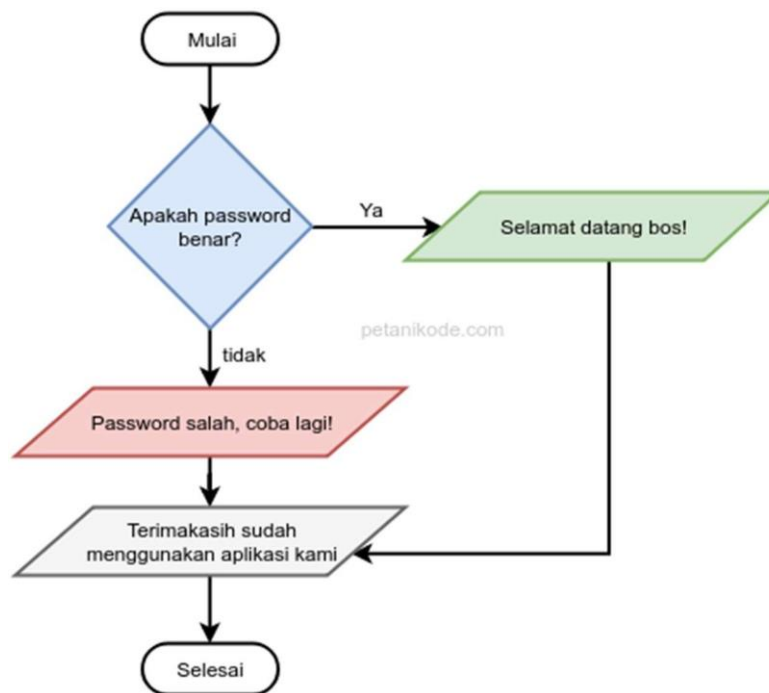 Mulai
Apakah password
benar?
Ya
Selamat datang bos!
petanikode.com
tidak
Password salah, coba lagi!
Terimakasih sudah
menggunakan aplikasi kami
Selesai